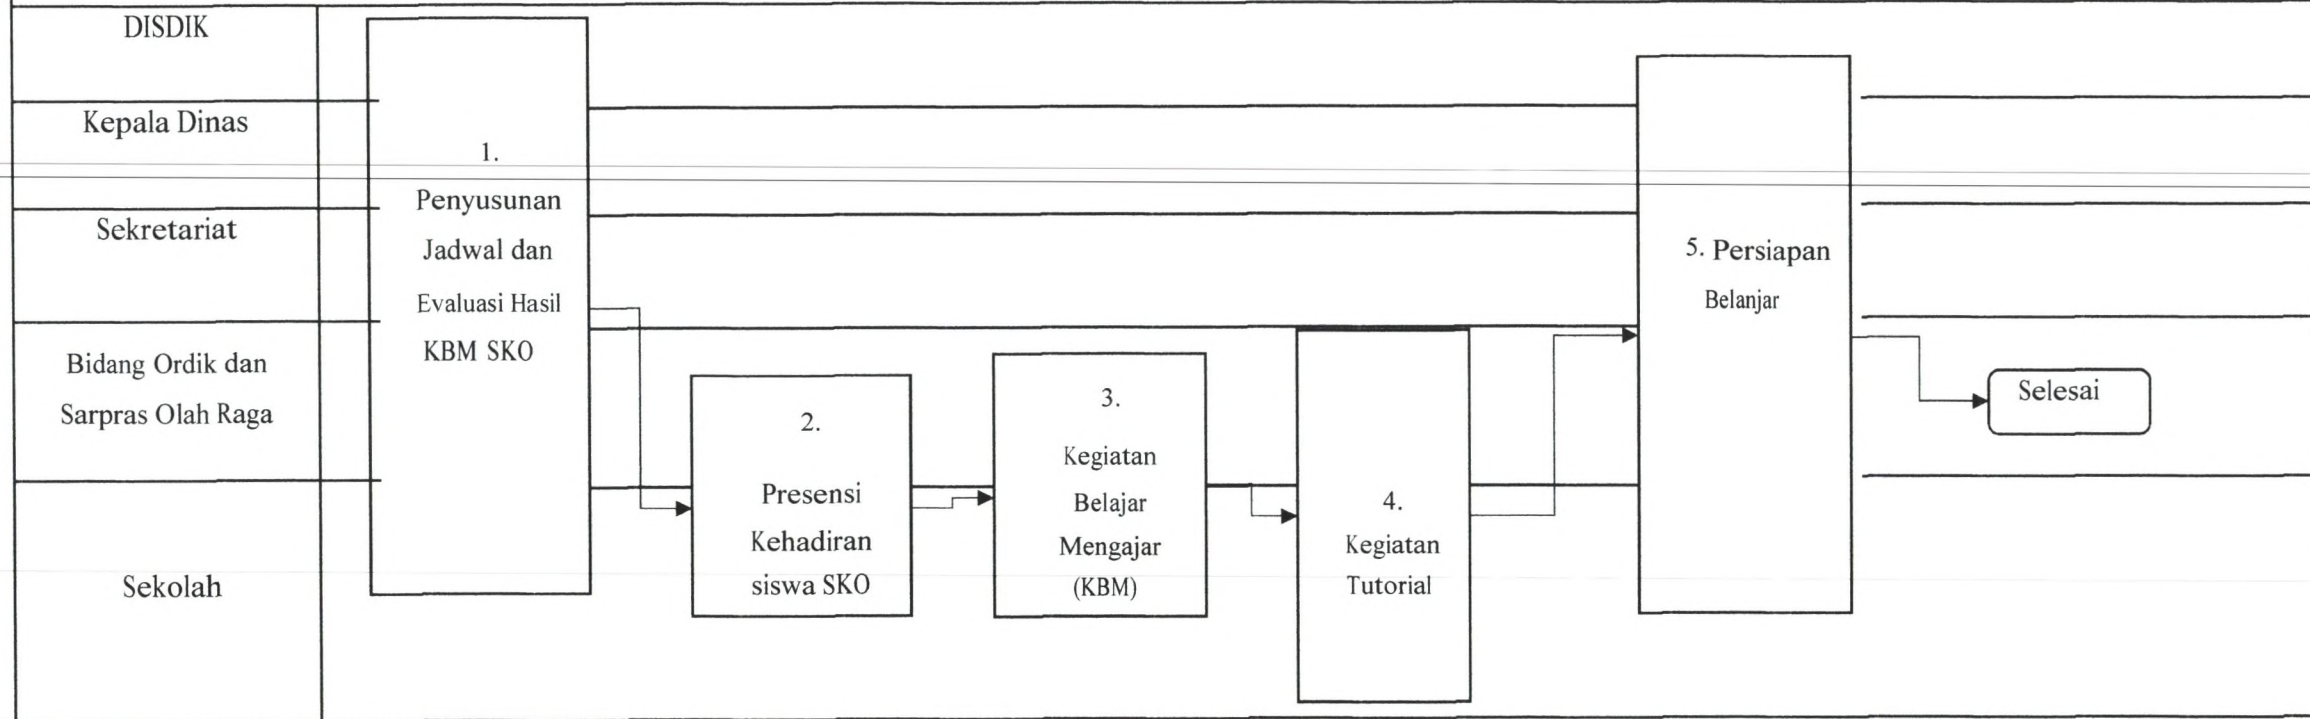 DISDIK
Kepala Dinas
Sekretariat
Bidang Ordik dan
Sarpras Olah Raga
Sekolah
1.
Penyusunan
Jadwal dan
Evaluasi Hasil
KBM SKO
2.
Presensi
Kehadiran
siswa SKO
3.
Kegiatan
Belajar
Mengajar
(KBM)
4.
Kegiatan
Tutorial
5. Persiapan
Belanjar
Selesai